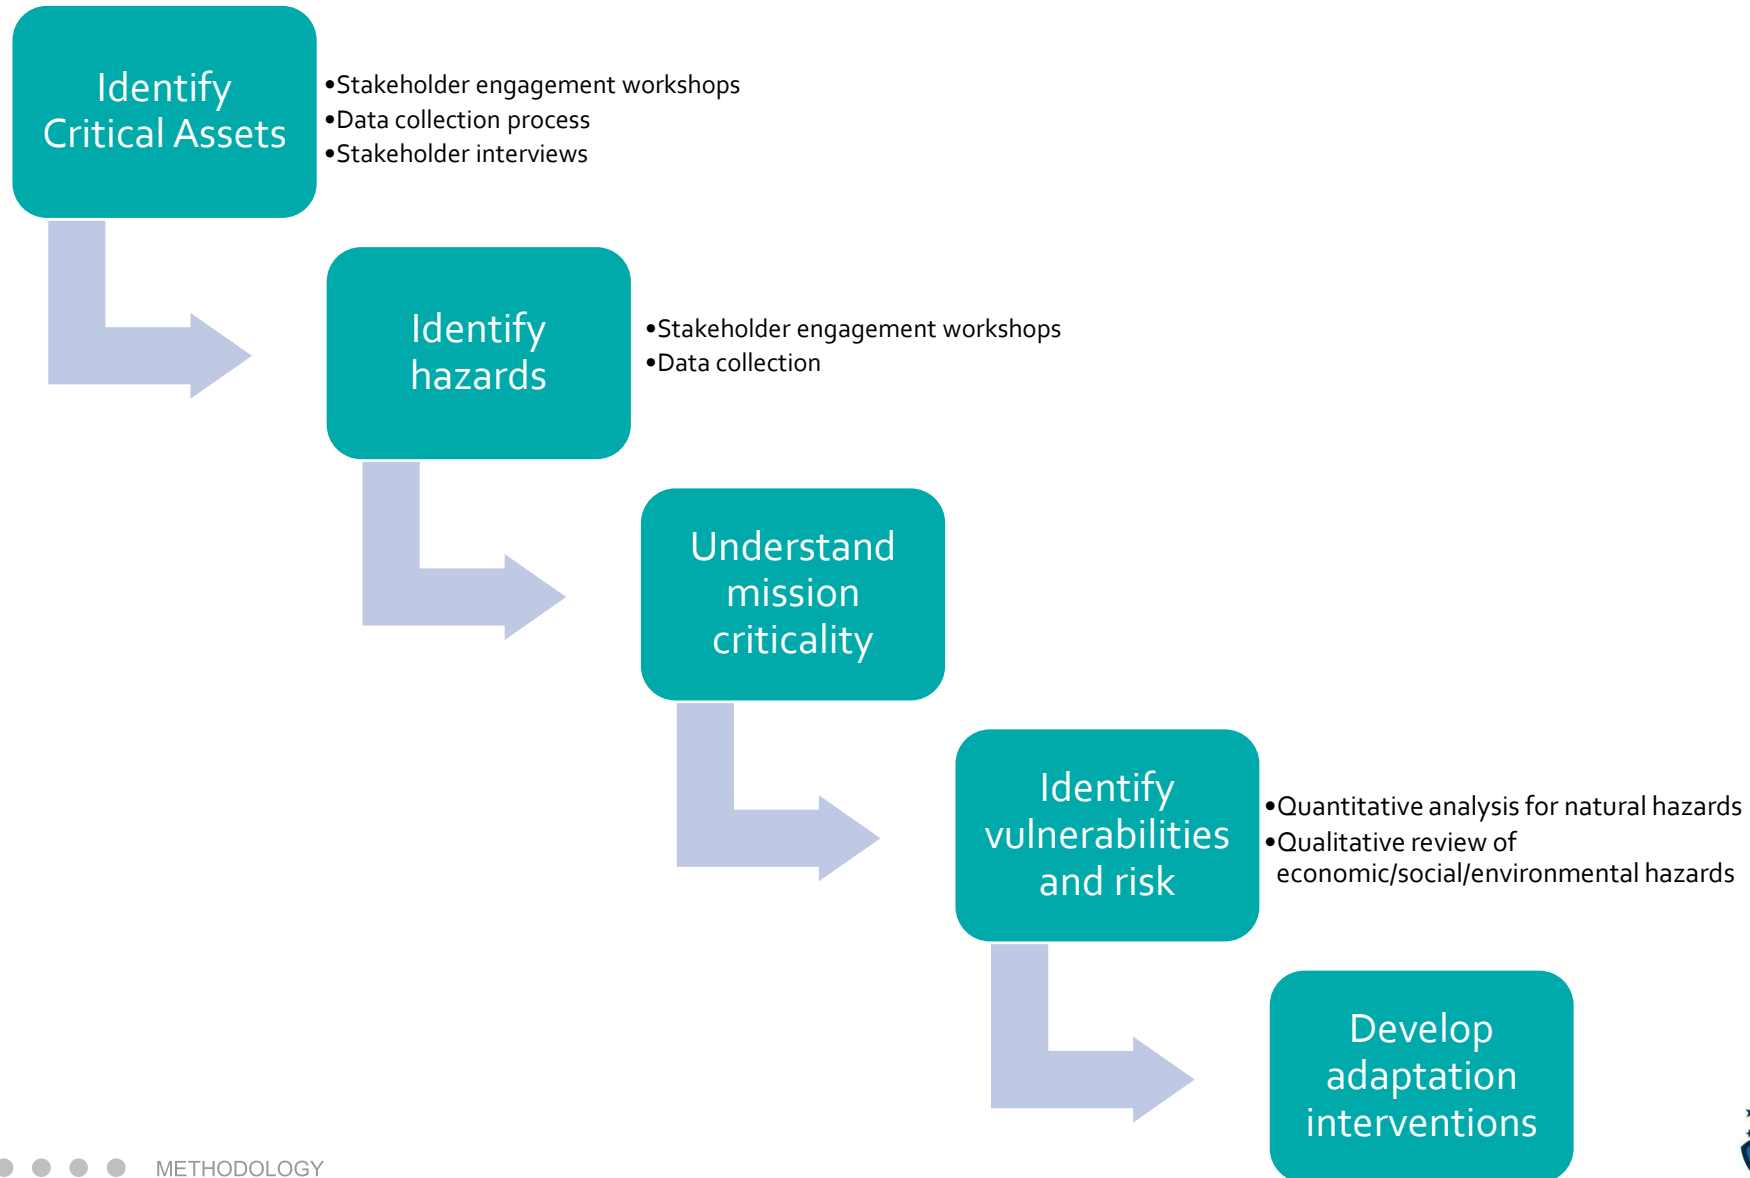 Identify
Critical Assets
•Stakeholder engagement workshops
•Data collection process
•Stakeholder interviews
Identify
hazards
•Stakeholder engagement workshops
•Data collection
Understand
mission
criticality
Identify
vulnerabilities
and risk
•Quantitative analysis for natural hazards
•Qualitative review of
economic/social/environmental hazards
Develop
adaptation
interventions
METHODOLOGY